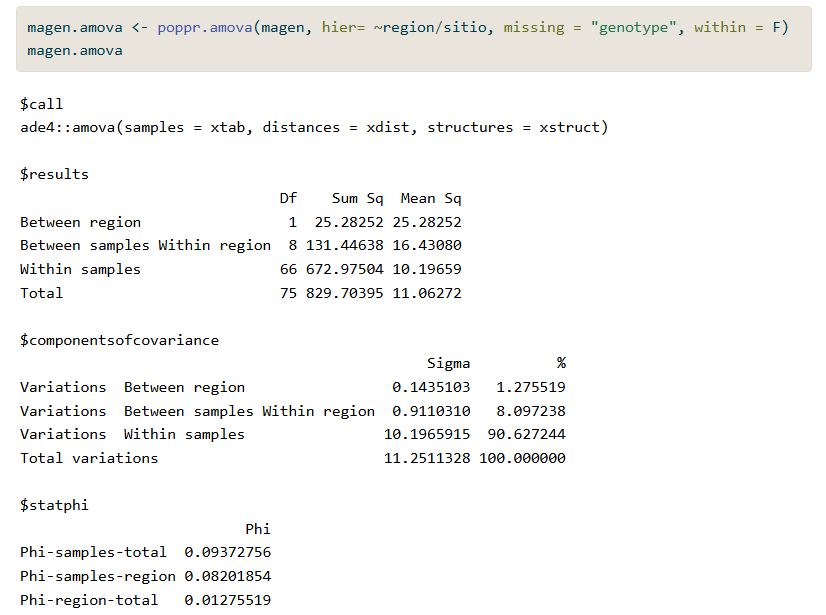 magen.amova <- poppr.amova(magen, hier= ~region/sitio, missing = "genotype", within = F)
magen.amova
$call
ade4::amova(samples = xtab, distances = xdist, structures = xstruct)
$results
Df Sum Sq Mean Sq
Between region 1 25.28252 25.28252
Between samples Within region 8 131.44638 16.43080
Within samples 66 672.97504 10.19659
Total 75 829.70395 11.06272
$componentsofcovariance
Sigma %
Variations Between region 0.1435103 1.275519
Variations Between samples Within region 0.9110310 8.097238
Variations Within samples 10.1965915 90.627244
Total variations 11.2511328 100.000000
$statphi
Phi
Phi-samples-total 0.09372756
Phi-samples-region 0.08201854
Phi-region-total 0.01275519